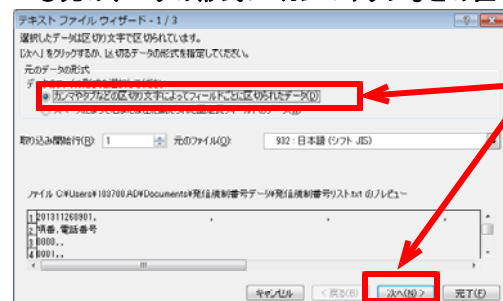 テキスト ファイル ウィザード - 1 / 3
選択したデータは区切り文字で区切られています。
[次へ] をクリックするか、区切るデータの形式を指定してください。
元のデータの形式
カンマやタブなどの区切り文字によってフィールドごとに区切られたデータ(D)
取り込み開始行(R): 1 元のファイル(O): 932 : 日本語 (シフト JIS)
ファイル C:¥Users¥103700.AD¥Documents¥発信規制番号データ¥発信規制番号リスト.txt のプレビュー
1 201311260901, , , ,
2 項番,電話番号
3 0000,,
4 0001,,
キャンセル < 戻る(B) 次へ(N) > 完了(F)